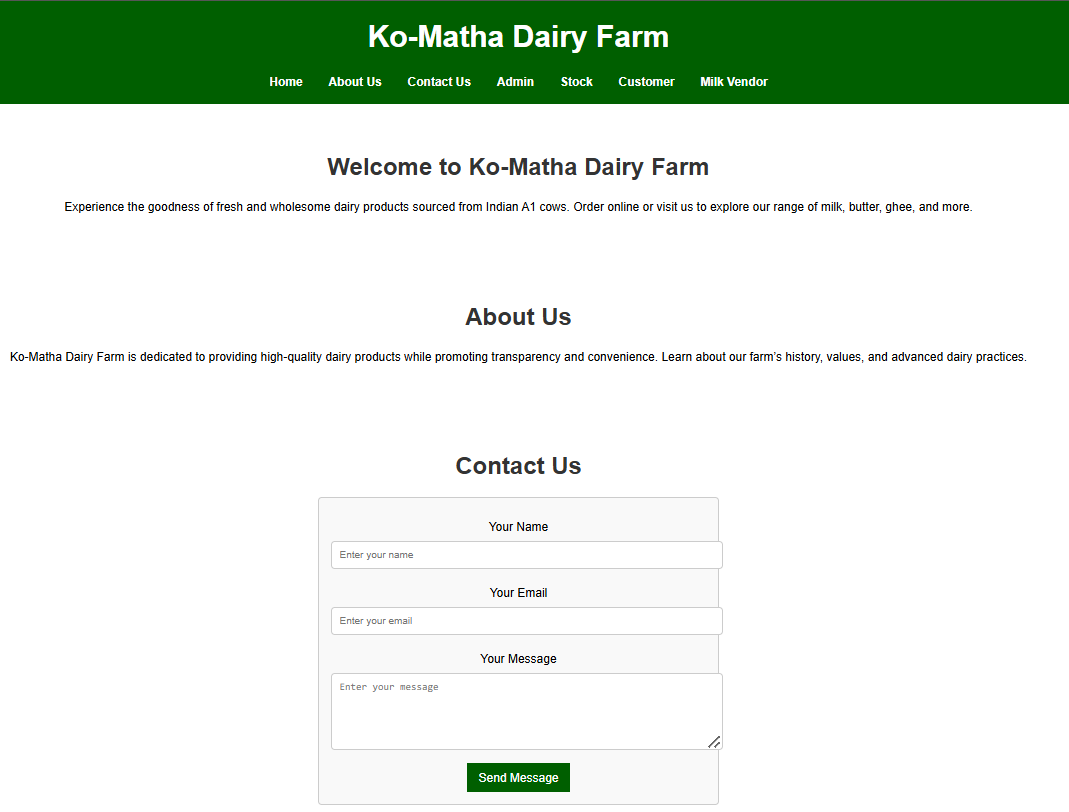 Ko-Matha Dairy Farm
Home About Us Contact Us Admin Stock Customer Milk Vendor
Welcome to Ko-Matha Dairy Farm
Experience the goodness of fresh and wholesome dairy products sourced from Indian A1 cows. Order online or visit us to explore our range of milk, butter, ghee, and more.
About Us
Ko-Matha Dairy Farm is dedicated to providing high-quality dairy products while promoting transparency and convenience. Learn about our farm's history, values, and advanced dairy practices.
Contact Us
Your Name
Enter your name
Your Email
Enter your email
Your Message
Enter your message
Send Message